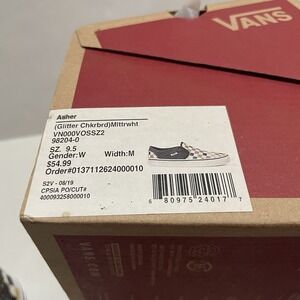 VANS
Asher
(Glitter Chkrbrd)Mittrwht
VN000VOSSZ2
98204-0
SZ. 9.5
Gender:W Width:M
$54.99
Order#0137112624000010
S2V - 08/19
CPSIA PO/CUT#
400093258000010
6 80975 24017 7